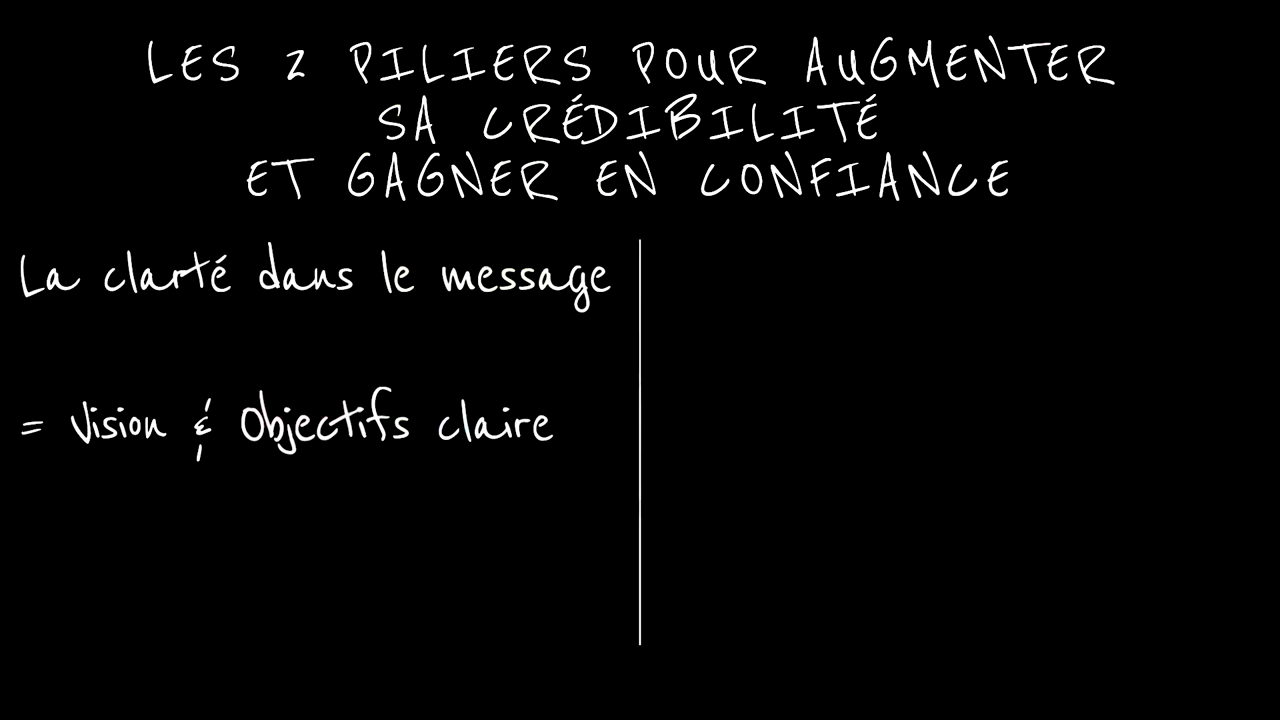 LES 2 PILIERS POUR AUGMENTER
SA CRÉDIBILITÉ
ET GAGNER EN CONFIANCE
La clarté dans le message
= Vision & Objectifs claire